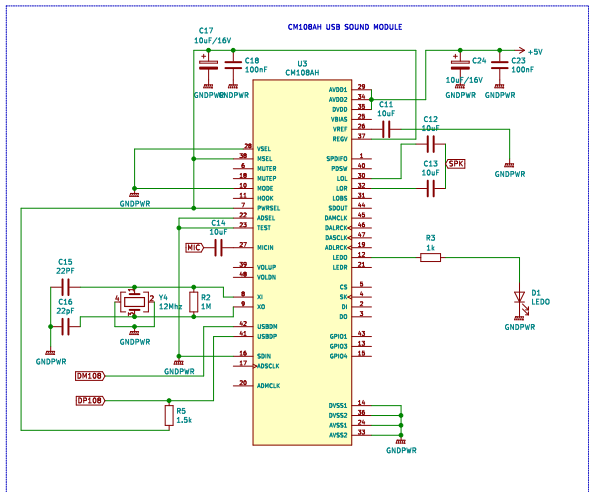 CM108AH USB SOUND MODULE
C17
10uF/16V
C18
100nF
GNDPWR
GNDPWR
+5V
C24
10uF/16V
C23
100nF
GNDPWR
GNDPWR
U3
CM108AH
AVDD1 29
AVDD2 34
DVDD 35
VBIAS 25
VREF 26
REGV 37
C11
10uF
C12
10uF
C13
10uF
SPK
GNDPWR
28 VSEL
38 MSEL
6 MUTER
18 MUTEP
10 MODE
11 HOOK
7 PWRSEL
22 ADSEL
23 TEST
GNDPWR
C14
10uF
MIC
27 MICIN
39 VOLUP
40 VOLDN
SPDIFO 1
PDSW 40
LOL 30
LOR 32
LOBS 31
SDOUT 44
DAMCLK 45
DALRCK 46
DASCLK 47
ADLRCK 19
LEDO 12
LEDR 21
R3
1k
D1
LEDO
GNDPWR
C15
22PF
C16
22pF
GNDPWR
4 2
1
3
Y4
12Mhz
GNDPWR
R2
1M
8 XI
9 XO
42 USBDM
41 USBDP
16 SDIN
17 ADSCLK
20 ADMCLK
GNDPWR
CS 5
SK 4
DI 2
DO 3
GPIO1 43
GPIO3 13
GPIO4 15
DM108
DP108
R5
1.5k
DVSS1 14
DVSS2 36
AVSS1 24
AVSS2 33
GNDPWR